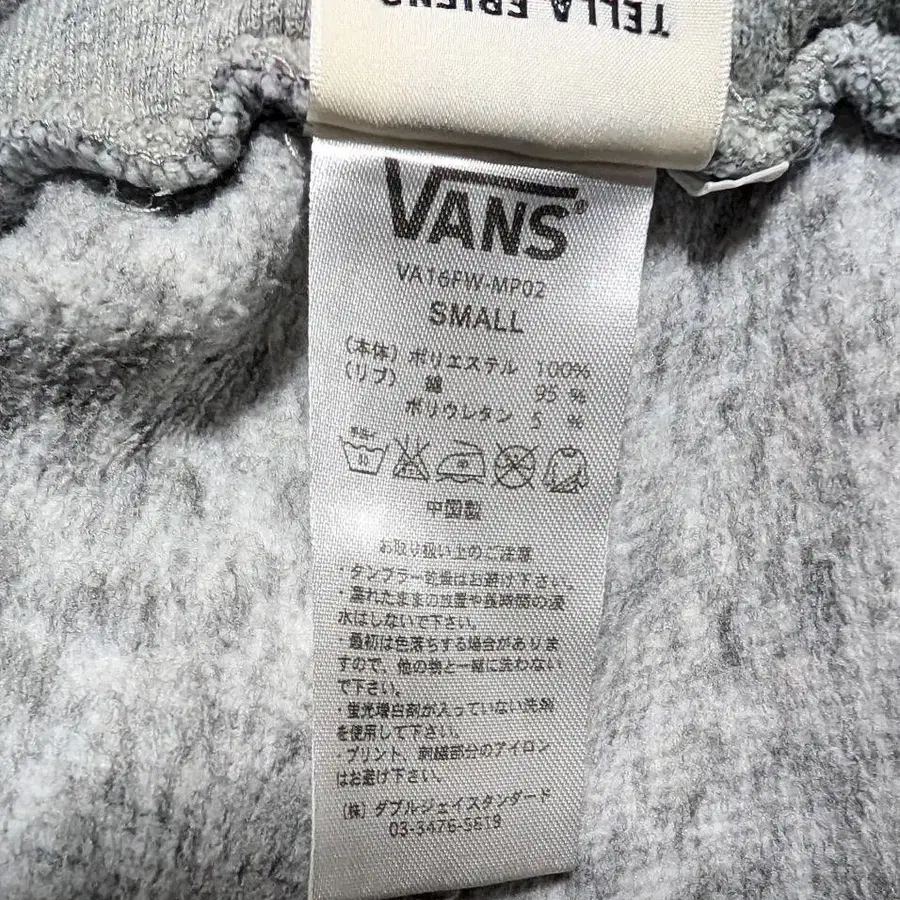 TELLA ERIENS
VANS®
VA16FW-MP02
SMALL
(本体) ポリエステル 100%
(リブ) 綿 95 %
ポリウレタン 5 %
中国製
お取り扱い上のご注意
・タンブラー乾燥はお避け下さい。
・濡れたままの放置や長時間の浸
水はしないで下さい。
・最初は色落ちする場合がありま
すので、他の物と一緒に洗わない
で下さい。
・蛍光増白剤が入っていない洗剤
を使用して下さい。
・プリント、刺繍部分のアイロン
はお避け下さい。
(株) ダブルジェイスタンダード
03-3476-5619